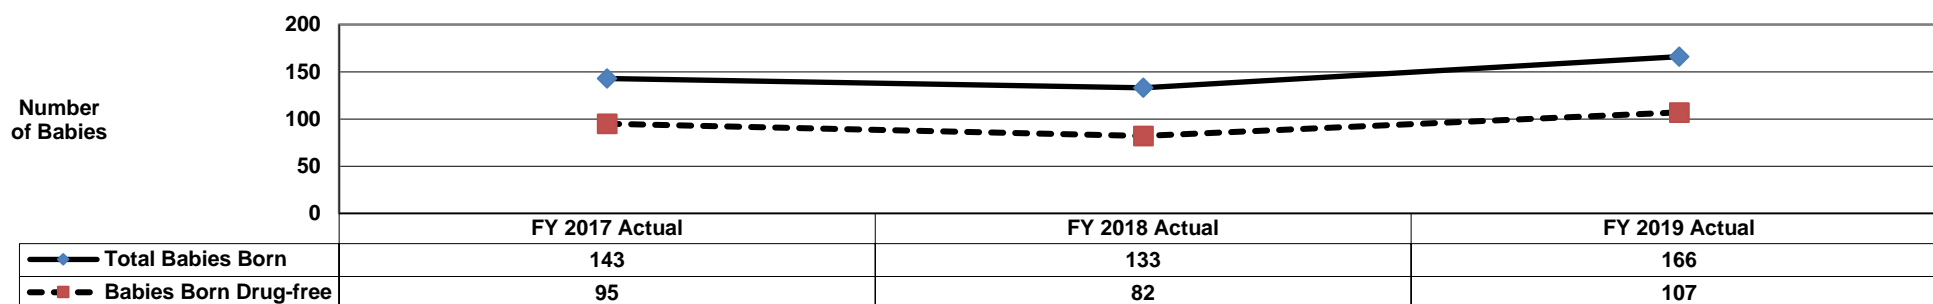 200
150
100
50
0
Number
of Babies
FY 2017 Actual FY 2018 Actual FY 2019 Actual
Total Babies Born 143 133 166
Babies Born Drug-free 95 82 107